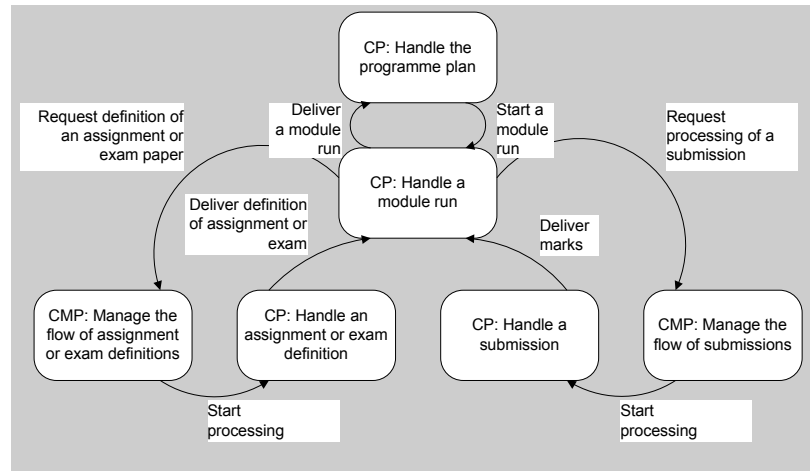 CP: Handle the
programme plan
Request definition of
an assignment or
exam paper
Deliver
a module
run
Start a
module
run
Request
processing of a
submission
CP: Handle a
module run
Deliver definition
of assignment or
exam
Deliver
marks
CMP: Manage the
flow of assignment
or exam definitions
CP: Handle an
assignment or exam
definition
CP: Handle a
submission
CMP: Manage the
flow of submissions
Start
processing
Start
processing